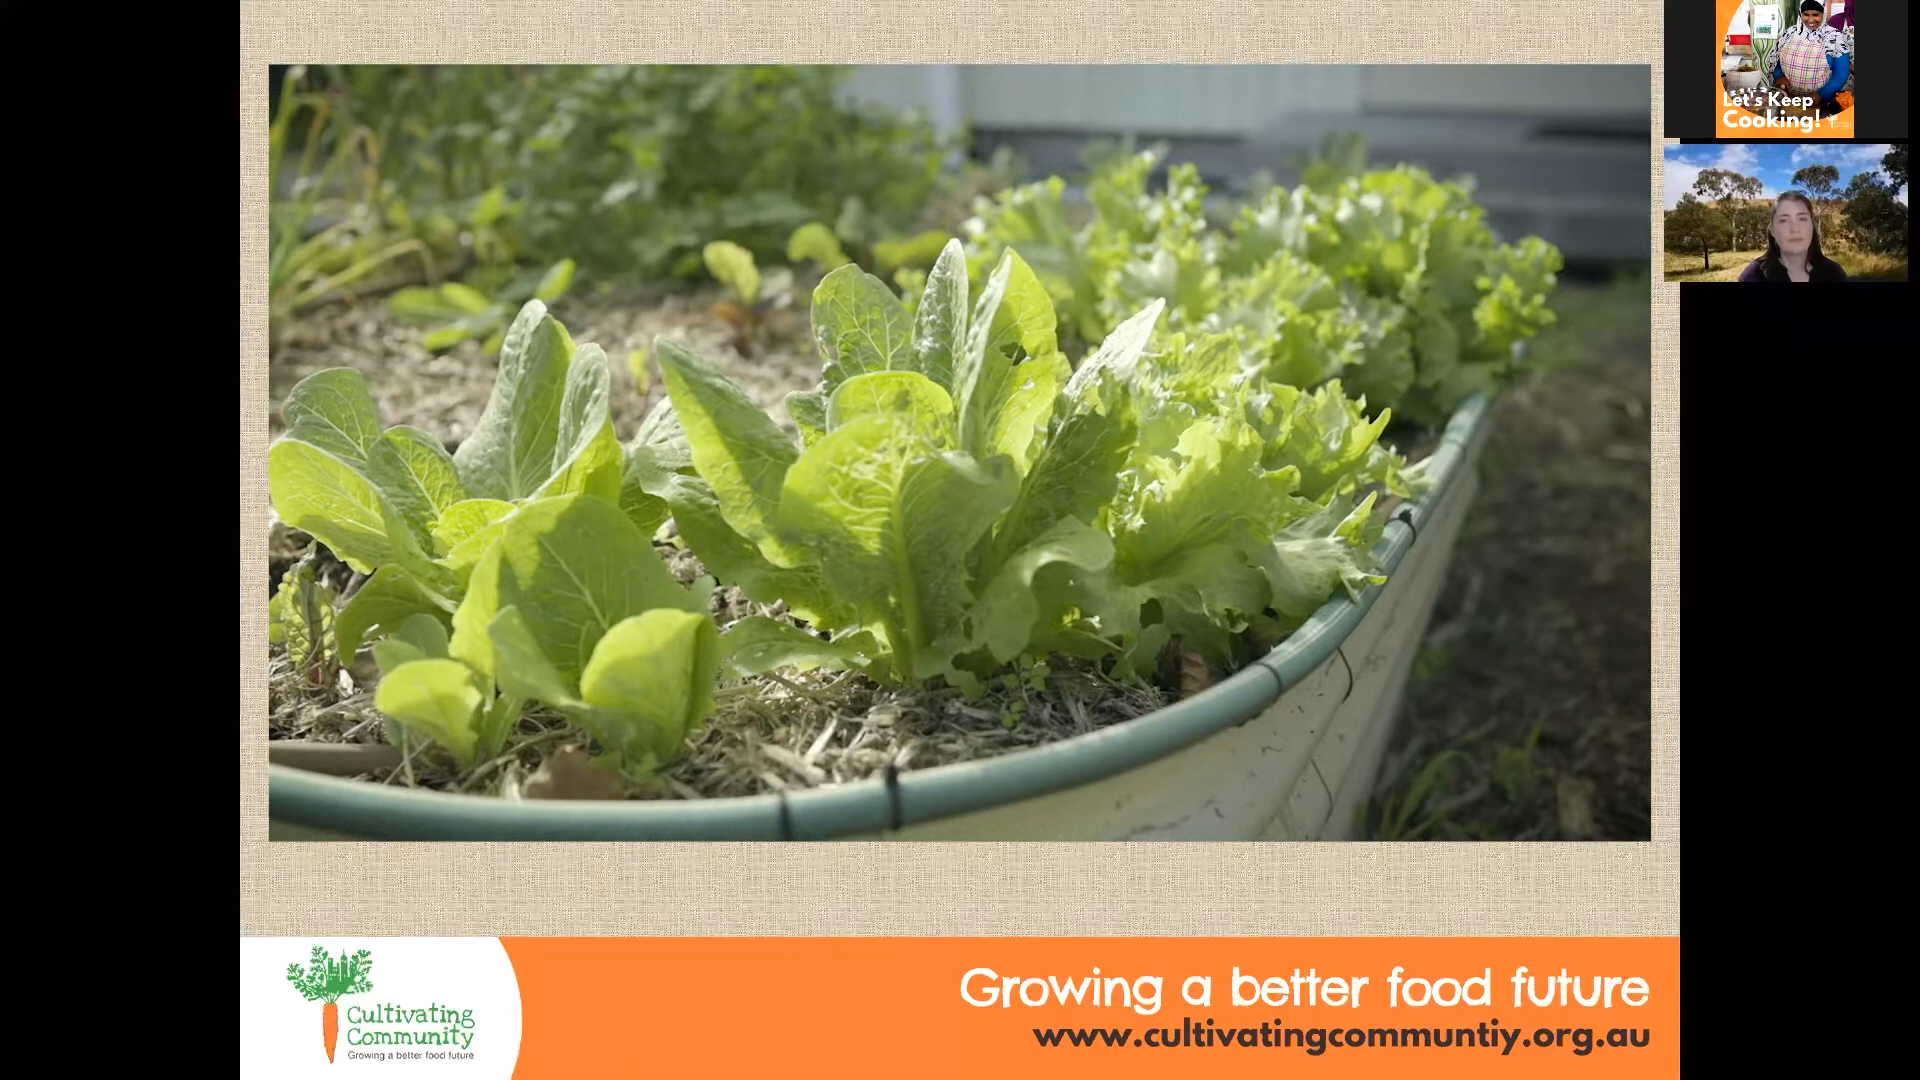 Let's Keep
Cooking!
Cultivating
Community
Growing a better food future
Growing a better food future
www.cultivatingcommuntiy.org.au